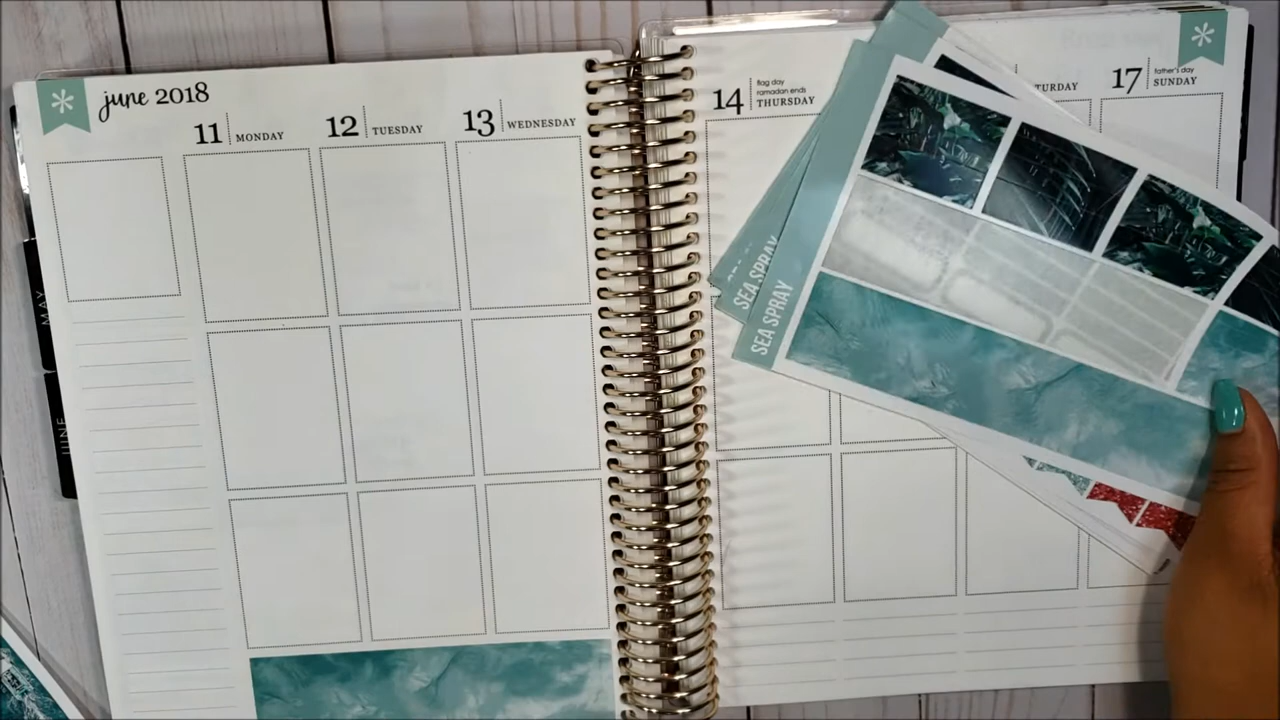 june 2018
11 MONDAY
12 TUESDAY
13 WEDNESDAY
14 flag day
ramadan ends
THURSDAY
TURDAY
17 father's day
SUNDAY
MAY
JUNE
SEA SPRAY
SEA SPRAY